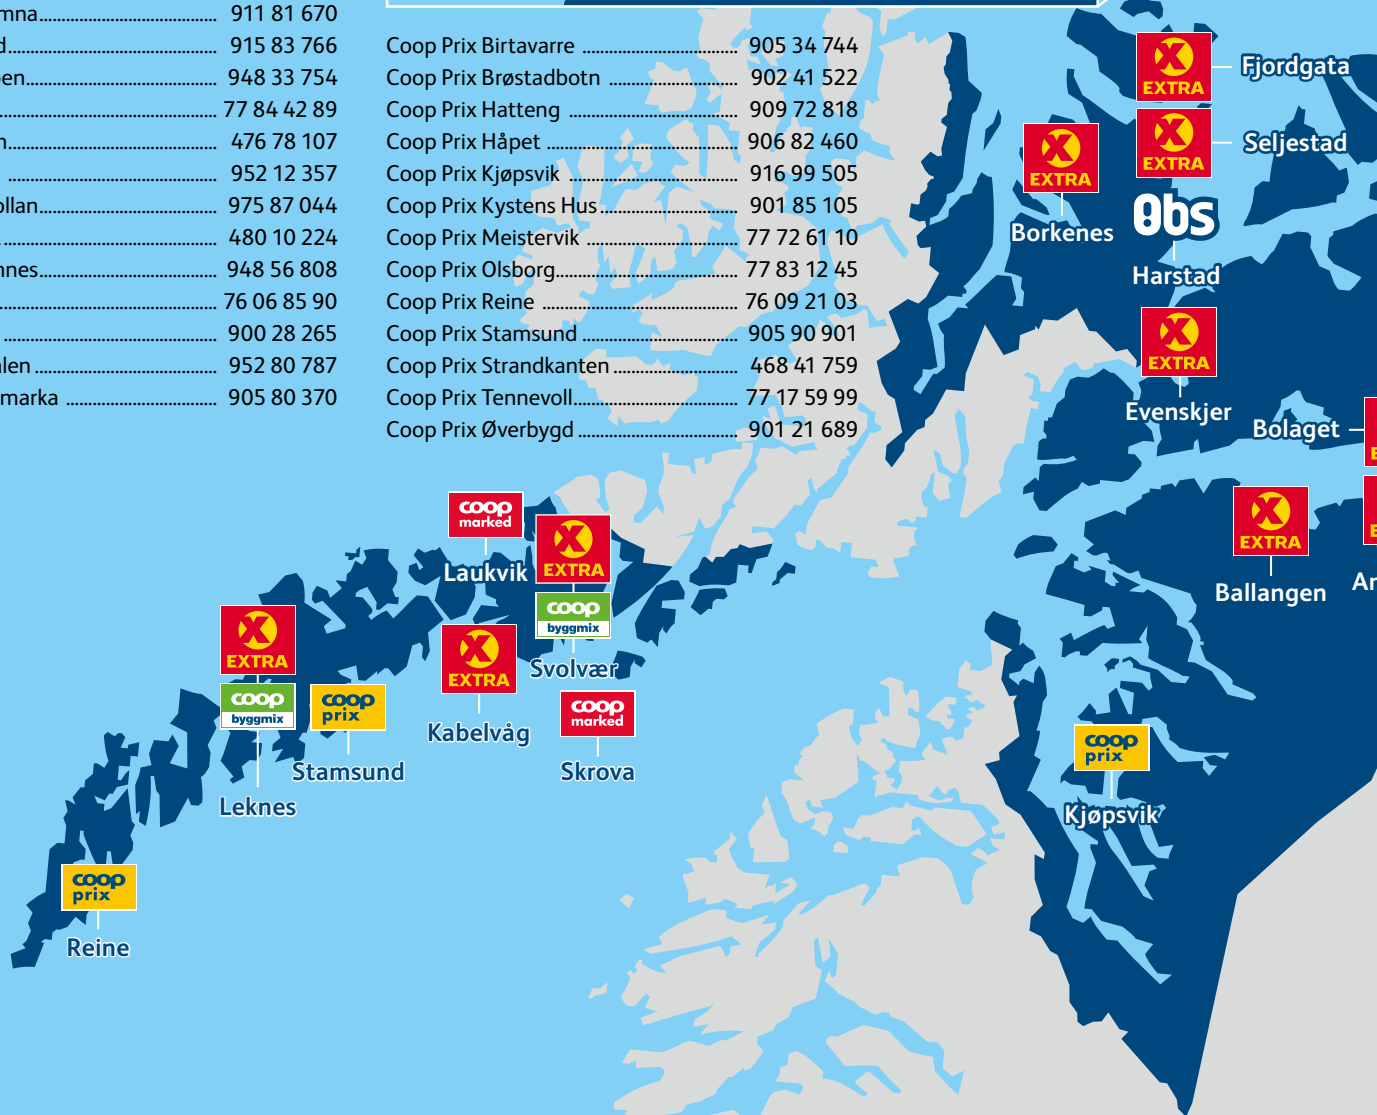 mna 911 81 670
d 915 83 766
en 948 33 754
77 84 42 89
n 476 78 107
952 12 357
ollan 975 87 044
480 10 224
nnes 948 56 808
76 06 85 90
900 28 265
alen 952 80 787
marka 905 80 370
Coop Prix Birtavarre 905 34 744
Coop Prix Brøstadbotn 902 41 522
Coop Prix Hatteng 909 72 818
Coop Prix Håpet 906 82 460
Coop Prix Kjøpsvik 916 99 505
Coop Prix Kystens Hus 901 85 105
Coop Prix Meistervik 77 72 61 10
Coop Prix Olsborg 77 83 12 45
Coop Prix Reine 76 09 21 03
Coop Prix Stamsund 905 90 901
Coop Prix Strandkanten 468 41 759
Coop Prix Tennevoll 77 17 59 99
Coop Prix Øverbygd 901 21 689
X
EXTRA
Fjordgata
X
EXTRA
Seljestad
X
EXTRA
Borkenes
Obs
Harstad
X
EXTRA
Evenskjer
Bolaget
X
EXTRA
Ballangen
Ar
coop
marked
Laukvik
X
EXTRA
coop
byggmix
Svolvær
X
EXTRA
Kabelvåg
coop
marked
Skrova
X
EXTRA
coop
byggmix
Leknes
coop
prix
Stamsund
coop
prix
Reine
coop
prix
Kjøpsvik